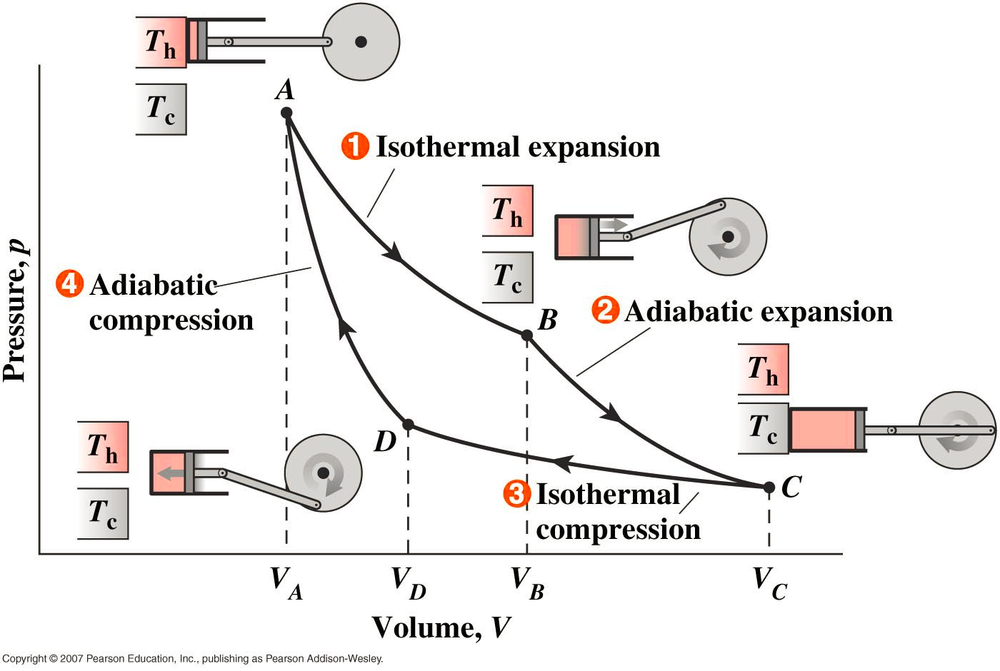 Th
Tc
A
1 Isothermal expansion
Th
Tc
Pressure, p
4 Adiabatic
compression
B
2 Adiabatic expansion
Th
Tc
D
Th
Tc
C
3 Isothermal
compression
VA VD VB VC
Volume, V
Copyright © 2007 Pearson Education, Inc., publishing as Pearson Addison-Wesley.